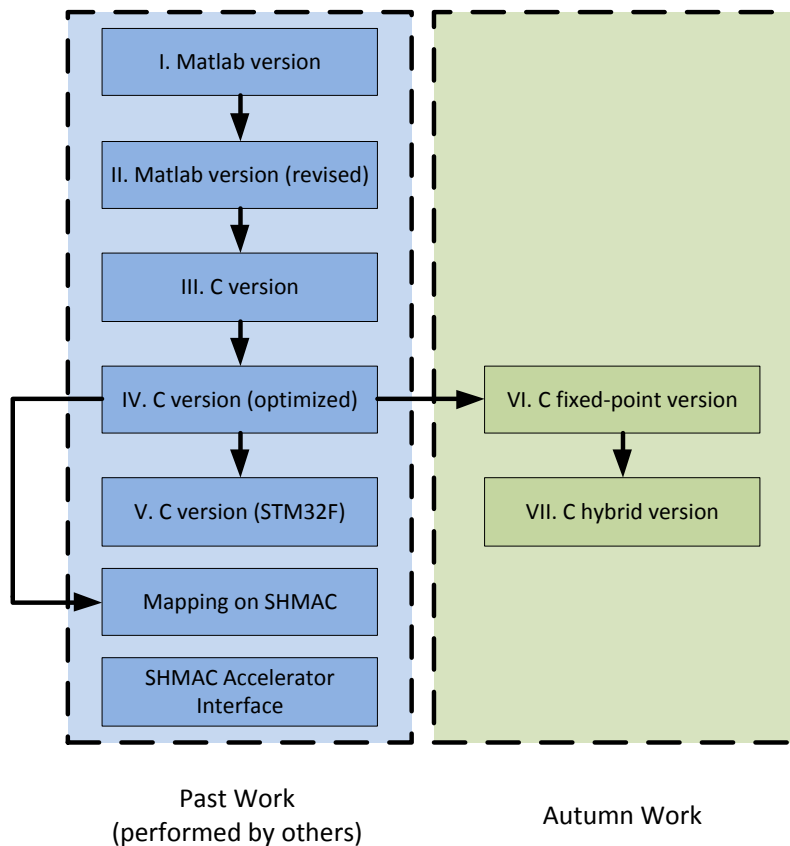 I. Matlab version
II. Matlab version (revised)
III. C version
IV. C version (optimized)
V. C version (STM32F)
Mapping on SHMAC
SHMAC Accelerator
Interface
VI. C fixed-point version
VII. C hybrid version
Past Work
(performed by others)
Autumn Work